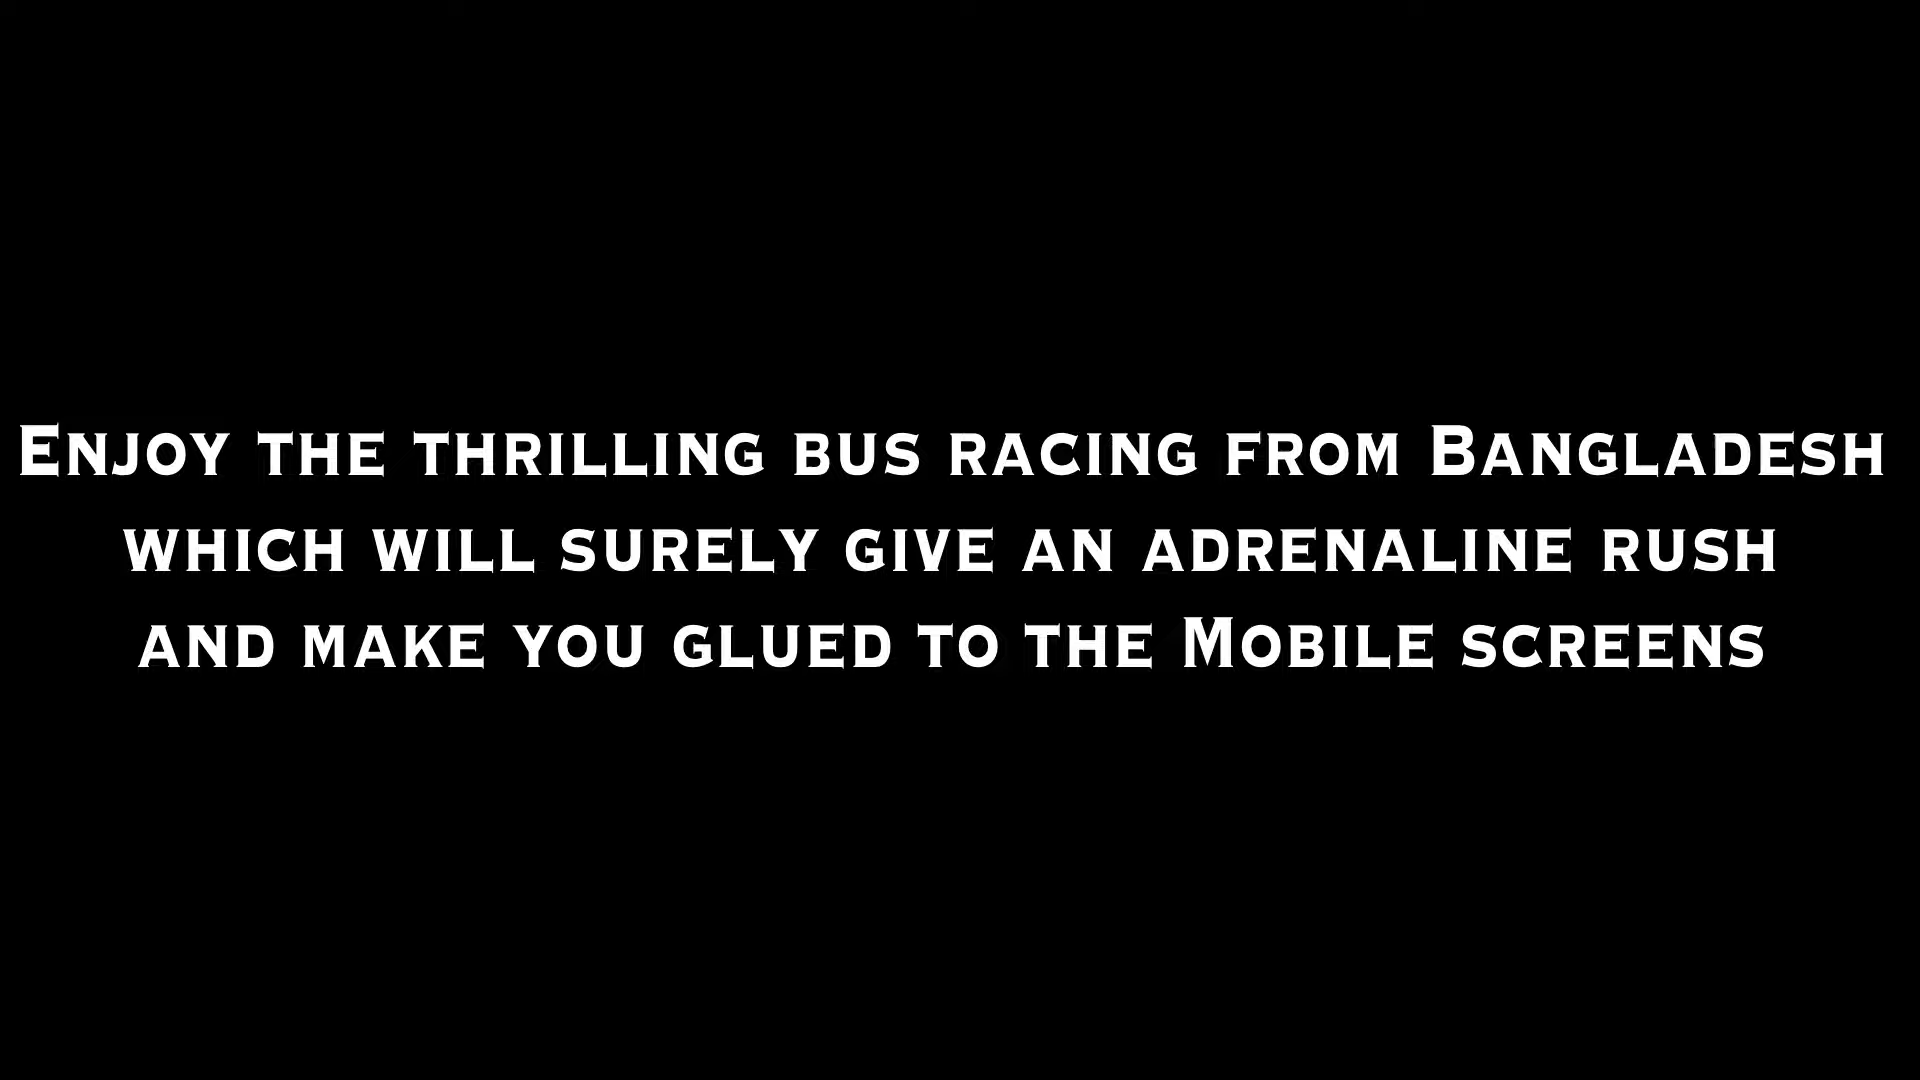 Enjoy the thrilling bus racing from Bangladesh
which will surely give an adrenaline rush
and make you glued to the Mobile screens